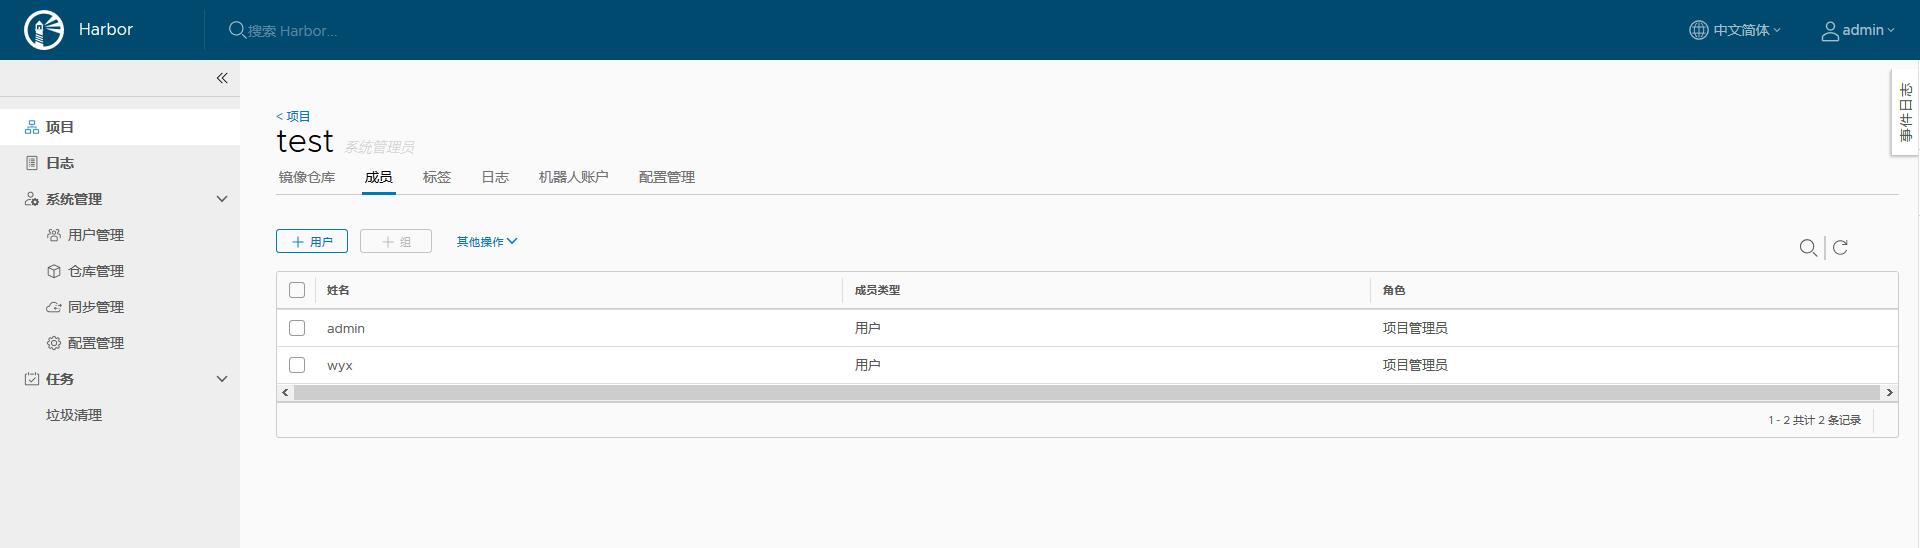 Harbor
搜索 Harbor...
中文简体
admin
事件日志
项目
日志
系统管理
用户管理
仓库管理
同步管理
配置管理
任务
垃圾清理
< 项目
test 系统管理员
镜像仓库 成员 标签 日志 机器人账户 配置管理
+ 用户 + 组 其他操作
姓名 成员类型 角色
admin 用户 项目管理员
wyx 用户 项目管理员
1 - 2 共计 2 条记录